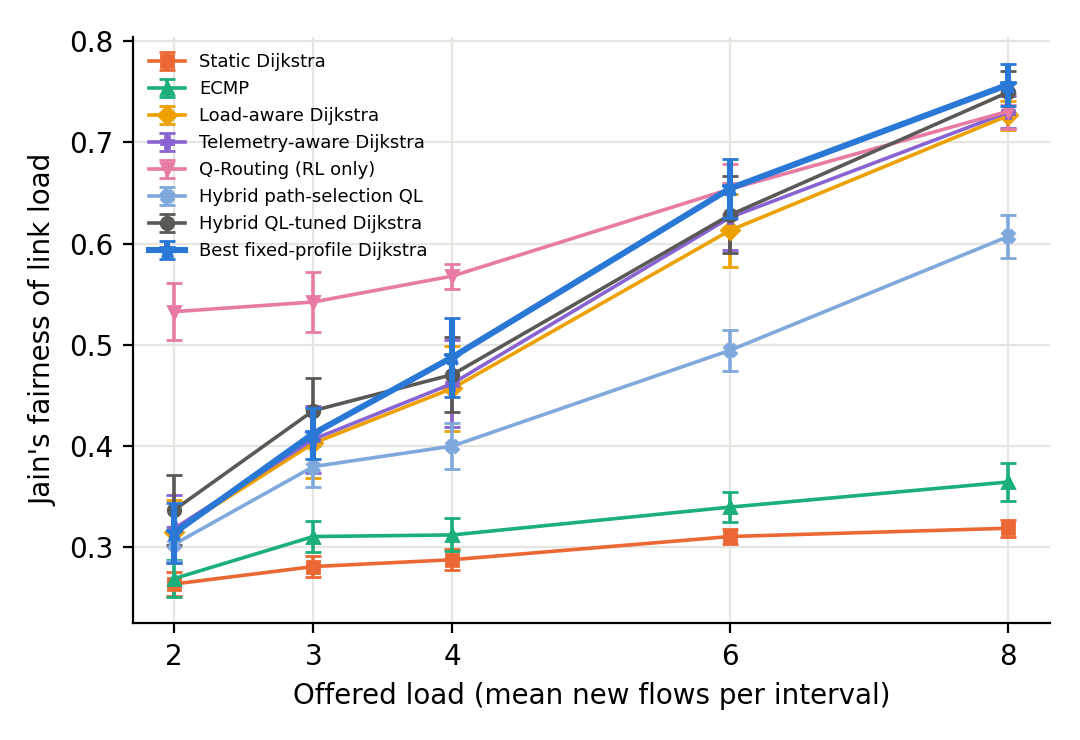 0.8
0.7
0.6
0.5
0.4
0.3
Jain's fairness of link load
Static Dijkstra
ECMP
Load-aware Dijkstra
Telemetry-aware Dijkstra
Q-Routing (RL only)
Hybrid path-selection QL
Hybrid QL-tuned Dijkstra
Best fixed-profile Dijkstra
2 3 4 6 8
Offered load (mean new flows per interval)